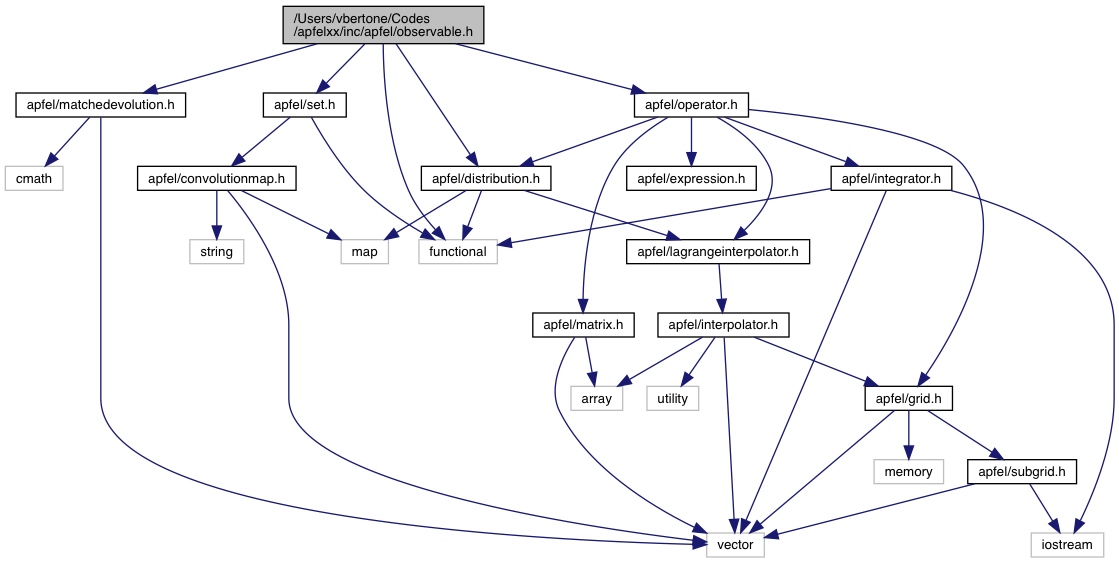 /Users/vbertone/Codes
/apfelxx/inc/apfel/observable.h
apfel/matchedevolution.h
apfel/set.h
apfel/operator.h
cmath
apfel/convolutionmap.h
apfel/distribution.h
apfel/expression.h
apfel/integrator.h
string
map
functional
apfel/lagrangeinterpolator.h
apfel/matrix.h
apfel/interpolator.h
array
utility
apfel/grid.h
memory
apfel/subgrid.h
vector
iostream